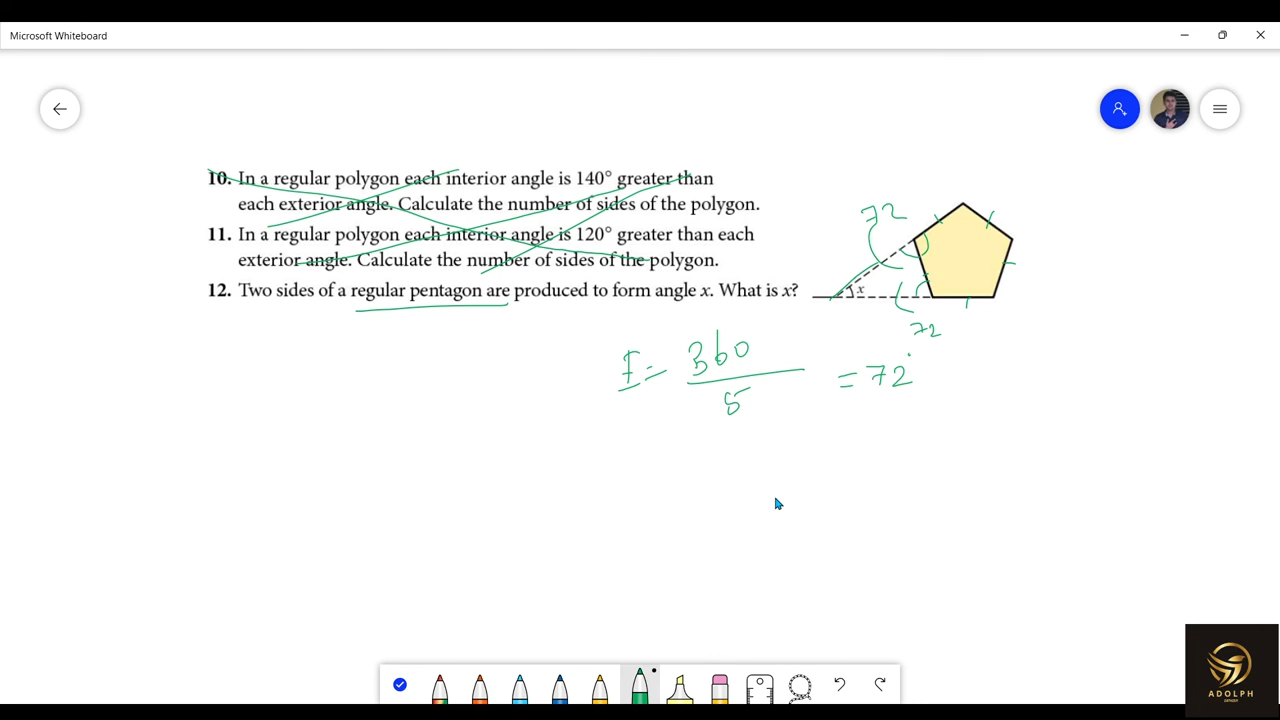 Microsoft Whiteboard
10. In a regular polygon each interior angle is 140° greater than
each exterior angle. Calculate the number of sides of the polygon.
11. In a regular polygon each interior angle is 120° greater than each
exterior angle. Calculate the number of sides of the polygon.
12. Two sides of a regular pentagon are produced to form angle x. What is x?
72
x
72
E = 360
5
= 72°
ADOLPH